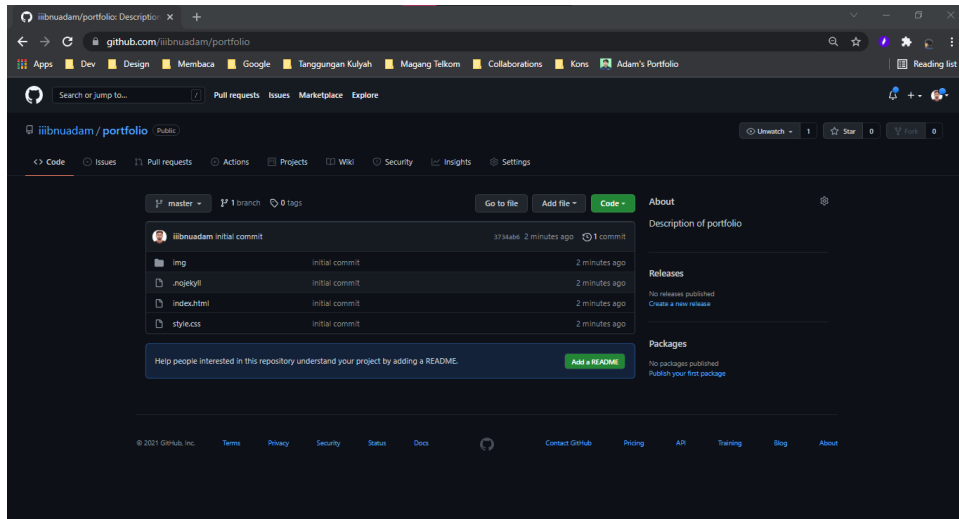 iiibnuadam/portfolio: Description
github.com/iiibnuadam/portfolio
Apps Dev Design Membaca Google Tanggungan Kulyah Magang Telkom Collaborations Kons Adam's Portfolio Reading list
Search or jump to... / Pull requests Issues Marketplace Explore
iiibnuadam / portfolio Public
Unwatch 1 Star 0 Fork 0
Code Issues Pull requests Actions Projects Wiki Security Insights Settings
master 1 branch 0 tags Go to file Add file Code
iiibnuadam initial commit 3734ab6 2 minutes ago 1 commit
img initial commit 2 minutes ago
.nojekyll initial commit 2 minutes ago
index.html initial commit 2 minutes ago
style.css initial commit 2 minutes ago
Help people interested in this repository understand your project by adding a README. Add a README
About
Description of portfolio
Releases
No releases published
Create a new release
Packages
No packages published
Publish your first package
© 2021 GitHub, Inc. Terms Privacy Security Status Docs Contact GitHub Pricing API Training Blog About